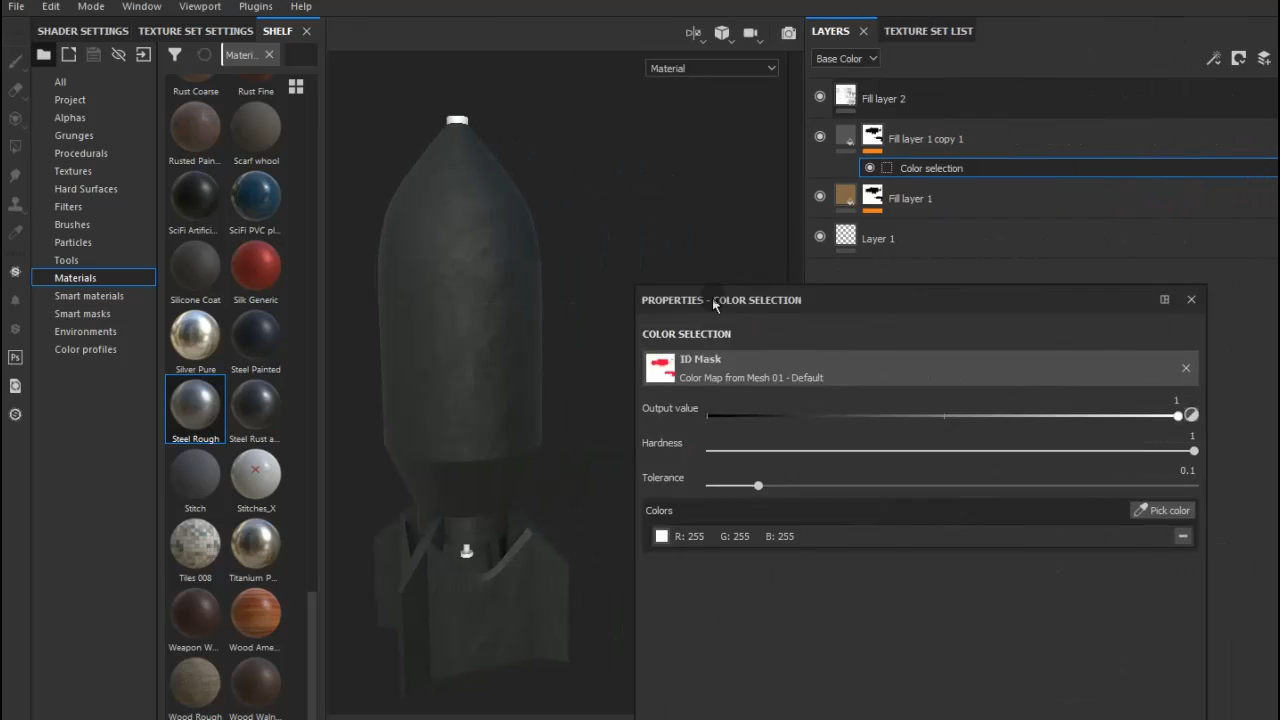 File Edit Mode Window Viewport Plugins Help
SHADER SETTINGS TEXTURE SET SETTINGS SHELF
Materi...
All
Project
Alphas
Grunges
Procedurals
Textures
Hard Surfaces
Filters
Brushes
Particles
Tools
Materials
Smart materials
Smart masks
Environments
Color profiles
Ps
Rust Coarse Rust Fine
Rusted Pain... Scarf whool
SciFi Artifici... SciFi PVC pl...
Silicone Coat Silk Generic
Silver Pure Steel Painted
Steel Rough Steel Rust a...
Stitch Stitches_X
Tiles 008 Titanium P...
Weapon W... Wood Ame...
Wood Rough Wood Waln...
Material
LAYERS TEXTURE SET LIST
Base Color
Fill layer 2
Fill layer 1 copy 1
Color selection
Fill layer 1
Layer 1
PROPERTIES - COLOR SELECTION
COLOR SELECTION
ID Mask
Color Map from Mesh 01 - Default
Output value 1
Hardness 1
Tolerance 0.1
Colors Pick color
R: 255 G: 255 B: 255